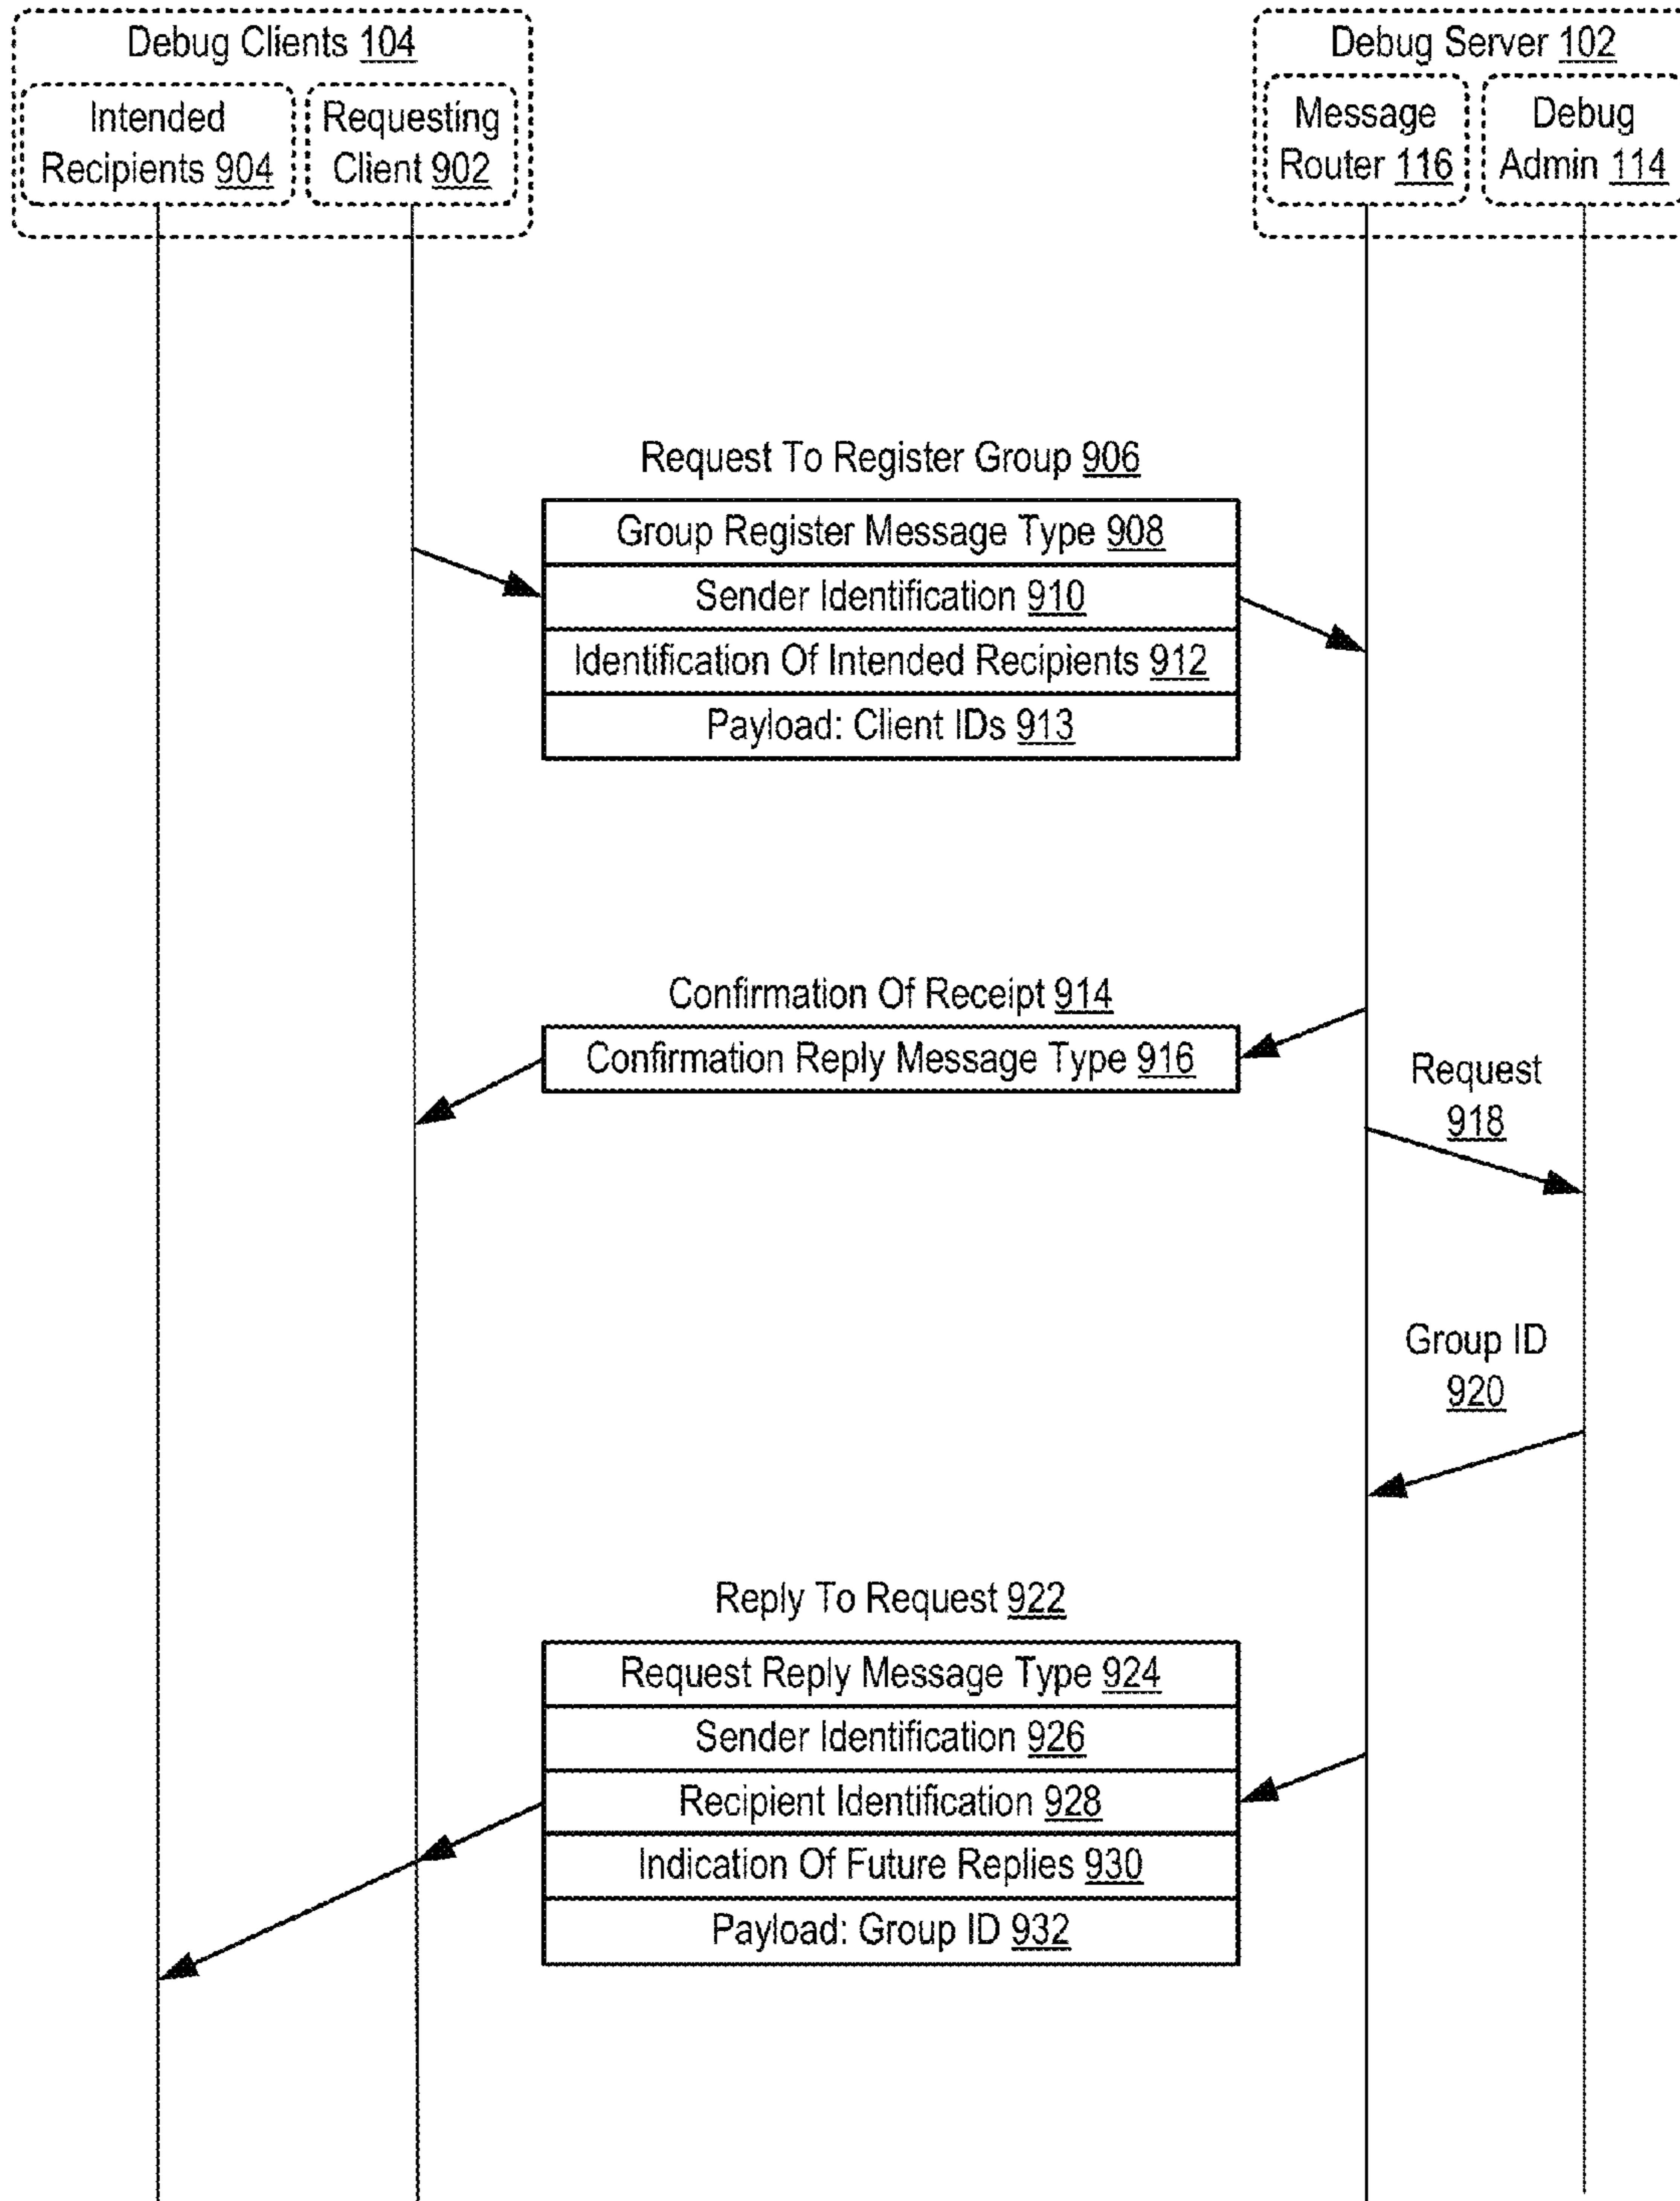 Debug Clients 104
Intended
Recipients 904
Requesting
Client 902
Debug Server 102
Message
Router 116
Debug
Admin 114
Request To Register Group 906
Group Register Message Type 908
Sender Identification 910
Identification Of Intended Recipients 912
Payload: Client IDs 913
Confirmation Of Receipt 914
Confirmation Reply Message Type 916
Request
918
Group ID
920
Reply To Request 922
Request Reply Message Type 924
Sender Identification 926
Recipient Identification 928
Indication Of Future Replies 930
Payload: Group ID 932